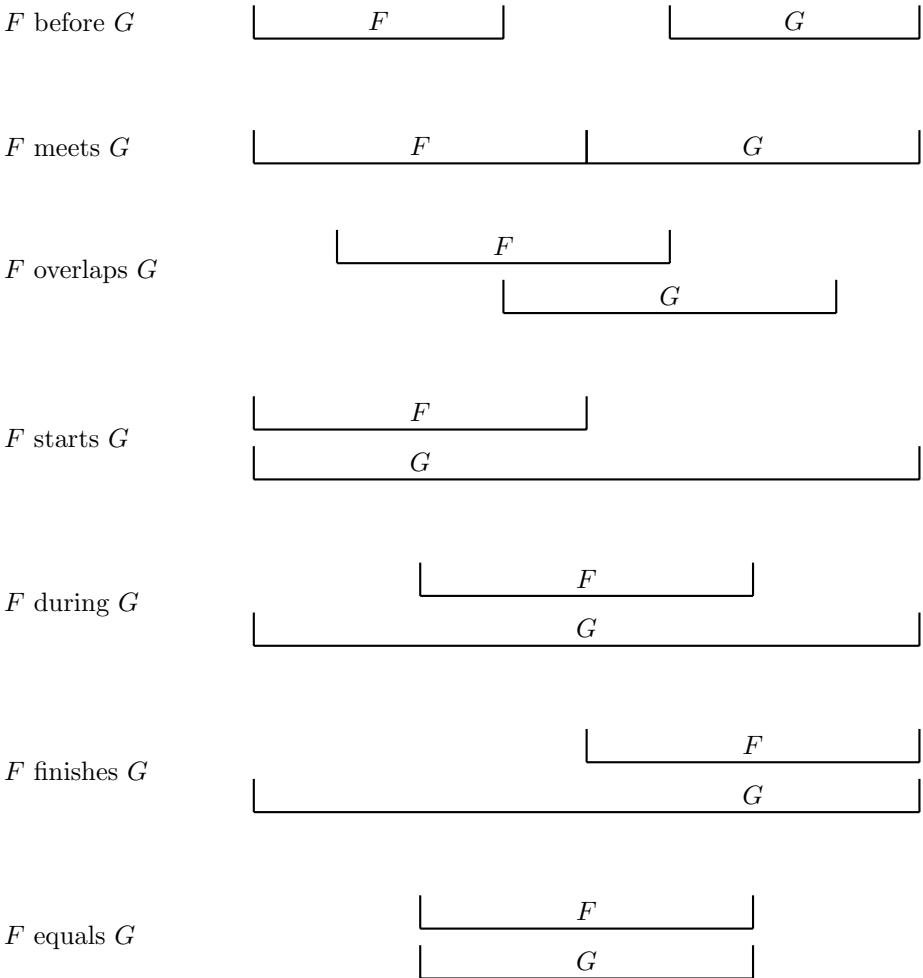 F before G F G
F meets G F G
F overlaps G F
G
F starts G F
G
F during G F
G
F finishes G F
G
F equals G F
G